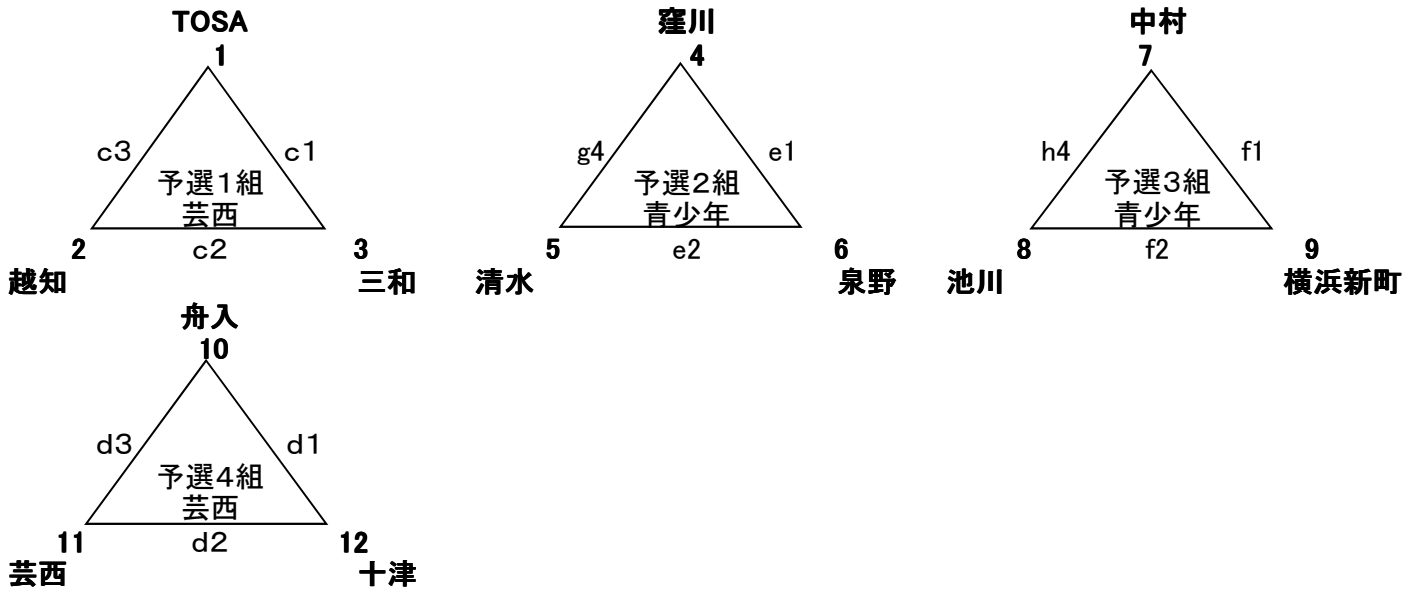 TOSA
1
c3
c1
予選1組
芸西
2
c2
3
越知
三和
窪川
4
g4
e1
予選2組
青少年
5
e2
6
清水
泉野
中村
7
h4
f1
予選3組
青少年
8
f2
9
池川
横浜新町
舟入
10
d3
d1
予選4組
芸西
11
d2
12
芸西
十津